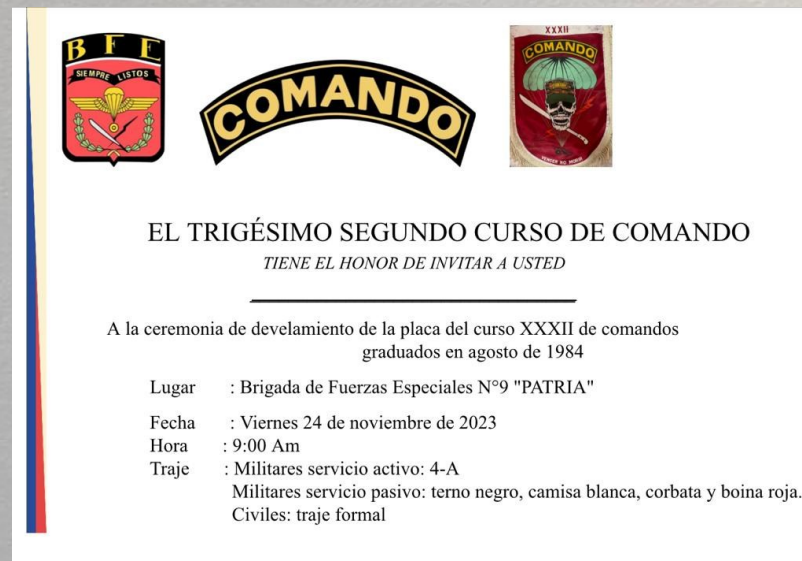 B F E
SIEMPRE LISTOS
COMANDO
XXXII
COMANDO
VENCER O MORIR
EL TRIGÉSIMO SEGUNDO CURSO DE COMANDO
TIENE EL HONOR DE INVITAR A USTED
A la ceremonia de develamiento de la placa del curso XXXII de comandos
graduados en agosto de 1984
Lugar : Brigada de Fuerzas Especiales N°9 "PATRIA"
Fecha : Viernes 24 de noviembre de 2023
Hora : 9:00 Am
Traje : Militares servicio activo: 4-A
Militares servicio pasivo: terno negro, camisa blanca, corbata y boina roja.
Civiles: traje formal